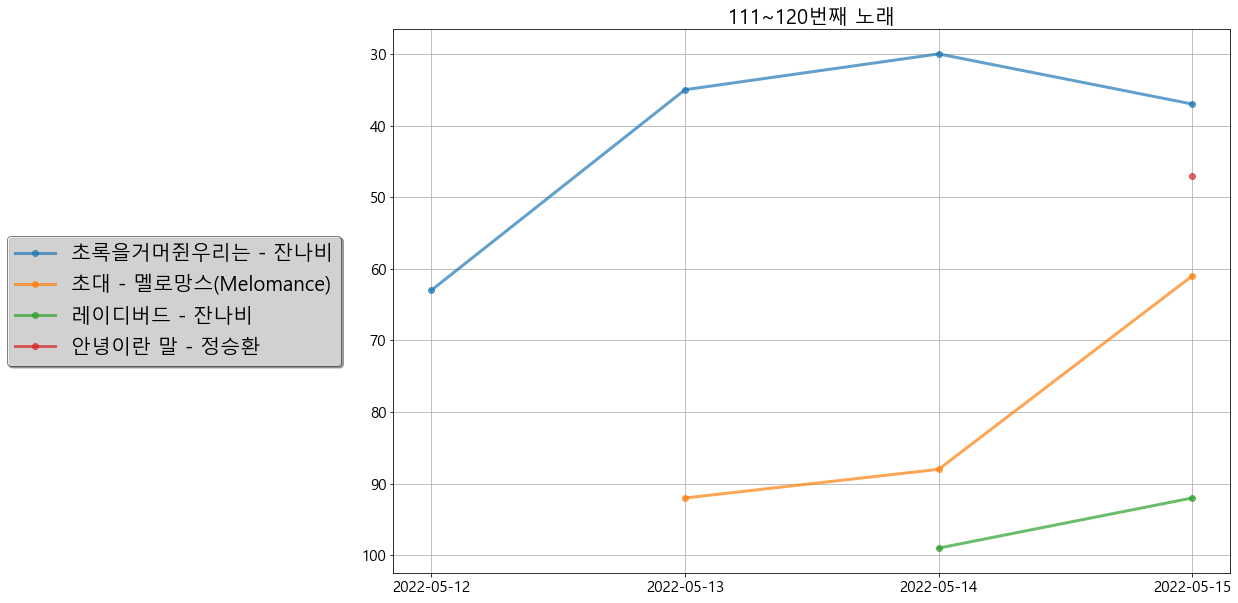 111~120번째 노래
30
40
50
60
70
80
90
100
2022-05-12
2022-05-13
2022-05-14
2022-05-15
초록을거머쥔우리는 - 잔나비
초대 - 멜로망스(Melomance)
레이디버드 - 잔나비
안녕이란 말 - 정승환